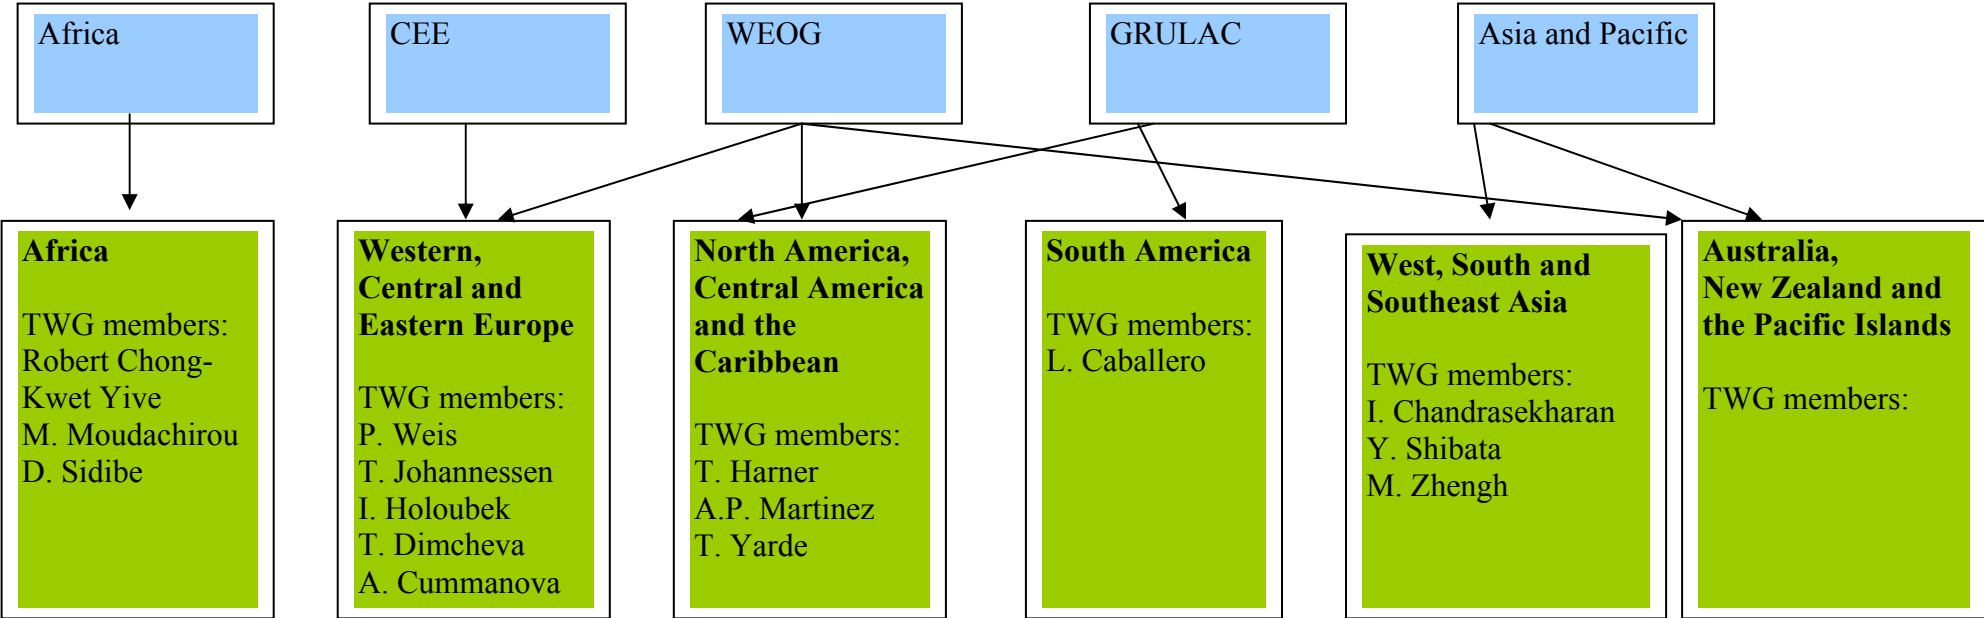 Africa
CEE
WEOG
GRULAC
Asia and Pacific
Africa
TWG members:
Robert Chong-
Kwet Yive
M. Moudachirou
D. Sidibe
Western,
Central and
Eastern Europe
TWG members:
P. Weis
T. Johannessen
I. Holoubek
T. Dimcheva
A. Cummanova
North America,
Central America
and the
Caribbean
TWG members:
T. Harner
A.P. Martinez
T. Yarde
South America
TWG members:
L. Caballero
West, South and
Southeast Asia
TWG members:
I. Chandrasekharan
Y. Shibata
M. Zhengh
Australia,
New Zealand and
the Pacific Islands
TWG members: